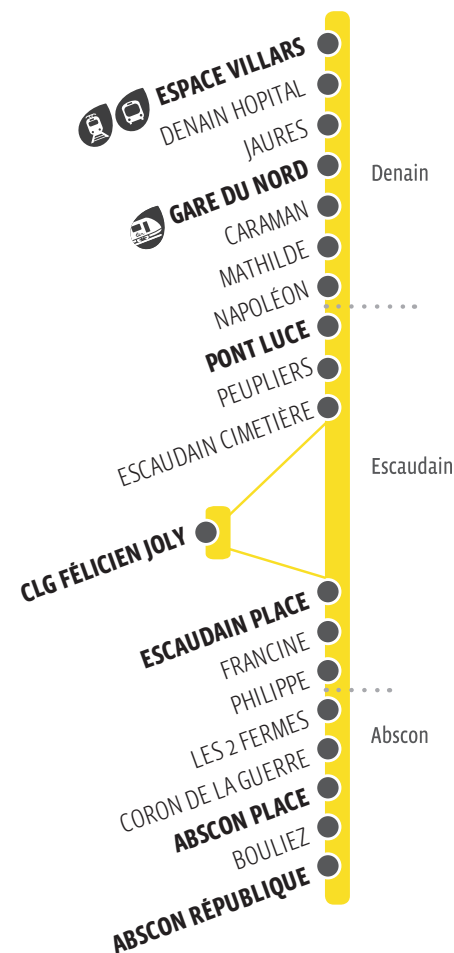 ESPACE VILLARS
DENAIN HOPITAL
JAURES
GARE DU NORD
Denain
CARAMAN
MATHILDE
NAPOLÉON
PONT LUCE
PEUPLIERS
ESCAUDAIN CIMETIÈRE
Escaudain
CLG FÉLICIEN JOLY
ESCAUDAIN PLACE
FRANCINE
PHILIPPE
LES 2 FERMES
Abscon
CORON DE LA GUERRE
ABSCON PLACE
BOULIEZ
ABSCON RÉPUBLIQUE